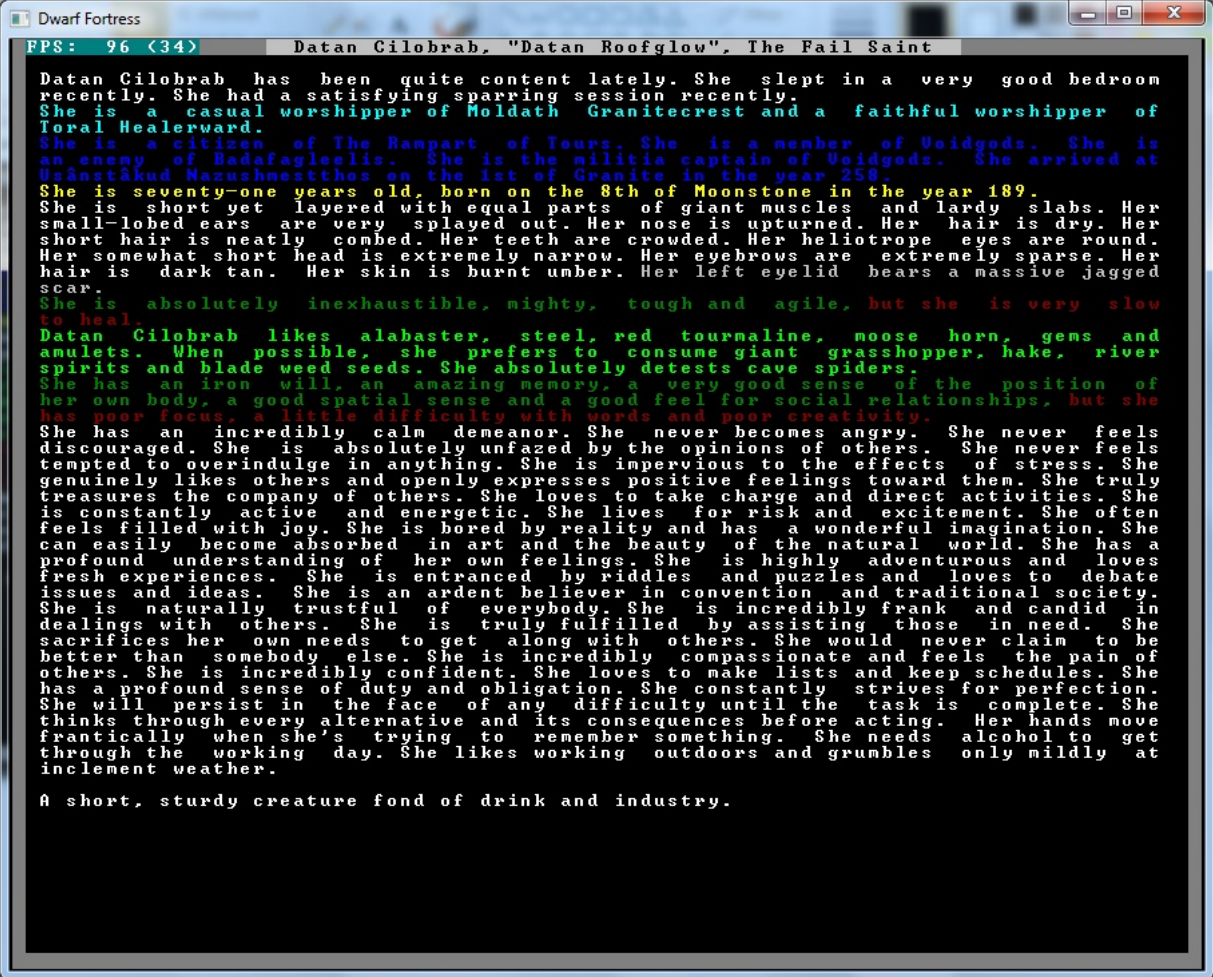 Dwarf Fortress
FPS: 96 (34) Datan Cilobrab, "Datan Roofglow", The Fail Saint
Datan Cilobrab has been quite content lately. She slept in a very good bedroom
recently. She had a satisfying sparring session recently.
She is a casual worshipper of Moldath Granitecrest and a faithful worshipper of
Toral Healerward.
She is a citizen of The Rampart of Tours. She is a member of Voidgods. She is
an enemy of Badafagleelis. She is the militia captain of Voidgods. She arrived at
Usânstâkud Nazushmestthos on the 1st of Granite in the year 258.
She is seventy-one years old, born on the 8th of Moonstone in the year 189.
She is short yet layered with equal parts of giant muscles and lardy slabs. Her
small-lobed ears are very splayed out. Her nose is upturned. Her hair is dry. Her
short hair is neatly combed. Her teeth are crowded. Her heliotrope eyes are round.
Her somewhat short head is extremely narrow. Her eyebrows are extremely sparse. Her
hair is dark tan. Her skin is burnt umber. Her left eyelid bears a massive jagged
scar.
She is absolutely inexhaustible, mighty, tough and agile, but she is very slow
to heal.
Datan Cilobrab likes alabaster, steel, red tourmaline, moose horn, gems and
amulets. When possible, she prefers to consume giant grasshopper, hake, river
spirits and blade weed seeds. She absolutely detests cave spiders.
She has an iron will, an amazing memory, a very good sense of the position of
her own body, a good spatial sense and a good feel for social relationships, but she
has poor focus, a little difficulty with words and poor creativity.
She has an incredibly calm demeanor. She never becomes angry. She never feels
discouraged. She is absolutely unfazed by the opinions of others. She never feels
tempted to overindulge in anything. She is impervious to the effects of stress. She
genuinely likes others and openly expresses positive feelings toward them. She truly
treasures the company of others. She loves to take charge and direct activities. She
is constantly active and energetic. She lives for risk and excitement. She often
feels filled with joy. She is bored by reality and has a wonderful imagination. She
can easily become absorbed in art and the beauty of the natural world. She has a
profound understanding of her own feelings. She is highly adventurous and loves
fresh experiences. She is entranced by riddles and puzzles and loves to debate
issues and ideas. She is an ardent believer in convention and traditional society.
She is naturally trustful of everybody. She is incredibly frank and candid in
dealings with others. She is truly fulfilled by assisting those in need. She
sacrifices her own needs to get along with others. She would never claim to be
better than somebody else. She is incredibly compassionate and feels the pain of
others. She is incredibly confident. She loves to make lists and keep schedules. She
has a profound sense of duty and obligation. She constantly strives for perfection.
She will persist in the face of any difficulty until the task is complete. She
thinks through every alternative and its consequences before acting. Her hands move
frantically when she's trying to remember something. She needs alcohol to get
through the working day. She likes working outdoors and grumbles only mildly at
inclement weather.
A short, sturdy creature fond of drink and industry.